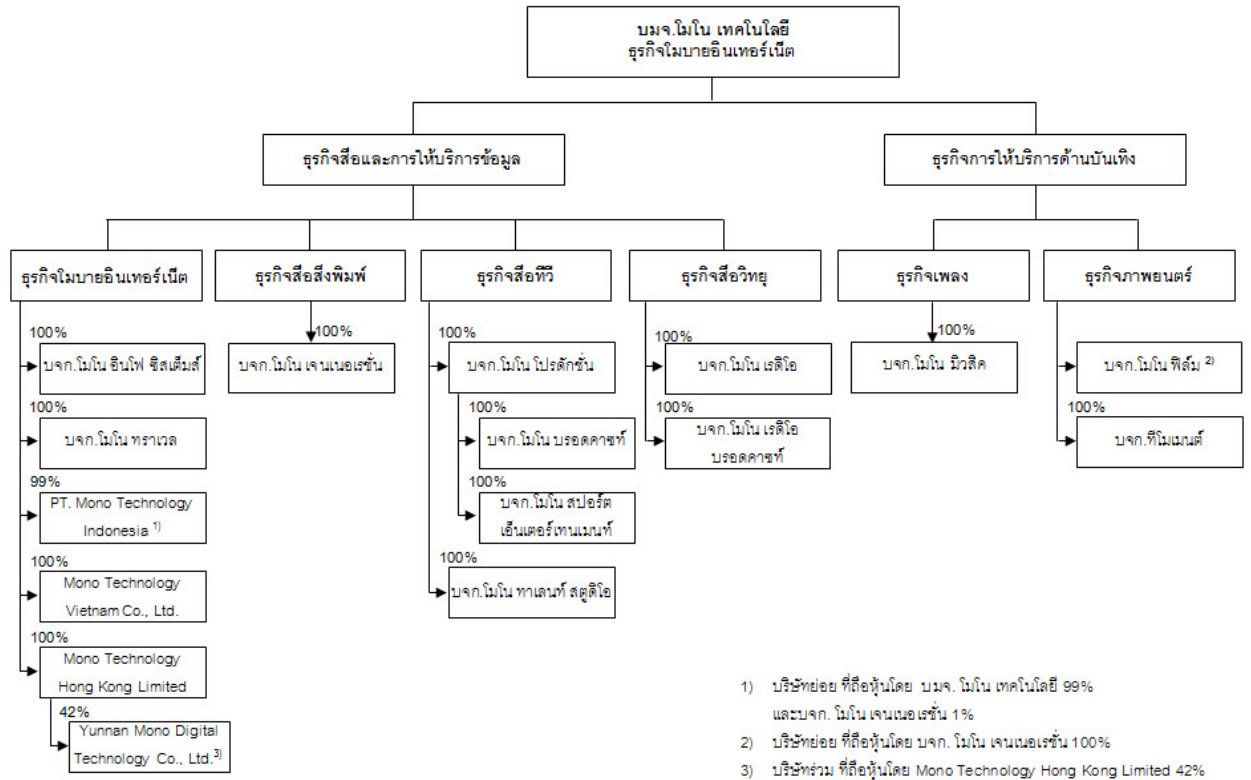 บมจ.โมโน เทคโนโลยี
ธุรกิจโมบายอินเทอร์เน็ต
ธุรกิจสื่อและการให้บริการข้อมูล
ธุรกิจการให้บริการด้านบันเทิง
ธุรกิจโมบายอินเทอร์เน็ต
ธุรกิจสื่อสิ่งพิมพ์
ธุรกิจสื่อทีวี
ธุรกิจสื่อวิทยุ
ธุรกิจเพลง
ธุรกิจภาพยนตร์
100%
บจก.โมโน อินโฟ ซิสเต็มส์
100%
บจก.โมโน ทราเวล
99%
PT. Mono Technology
Indonesia 1)
100%
Mono Technology
Vietnam Co., Ltd.
100%
Mono Technology
Hong Kong Limited
42%
Yunnan Mono Digital
Technology Co., Ltd.3)
100%
บจก.โมโน เจนเนอเรชั่น
100%
บจก.โมโน โปรดักชั่น
100%
บจก.โมโน บรอดคาซท์
100%
บจก.โมโน สปอร์ต
เอ็นเตอร์เทนเมนท์
100%
บจก.โมโน ทาเลนท์ สตูดิโอ
100%
บจก.โมโน เรดิโอ
100%
บจก.โมโน เรดิโอ
บรอดคาซท์
100%
บจก.โมโน มิวสิค
บจก.โมโน ฟิล์ม 2)
100%
บจก.ทีโมเมนต์
1) บริษัทย่อย ที่ถือหุ้นโดย บมจ. โมโน เทคโนโลยี 99%
และบจก. โมโน เจนเนอเรชั่น 1%
2) บริษัทย่อย ที่ถือหุ้นโดย บจก. โมโน เจนเนอเรชั่น 100%
3) บริษัทร่วม ที่ถือหุ้นโดย Mono Technology Hong Kong Limited 42%